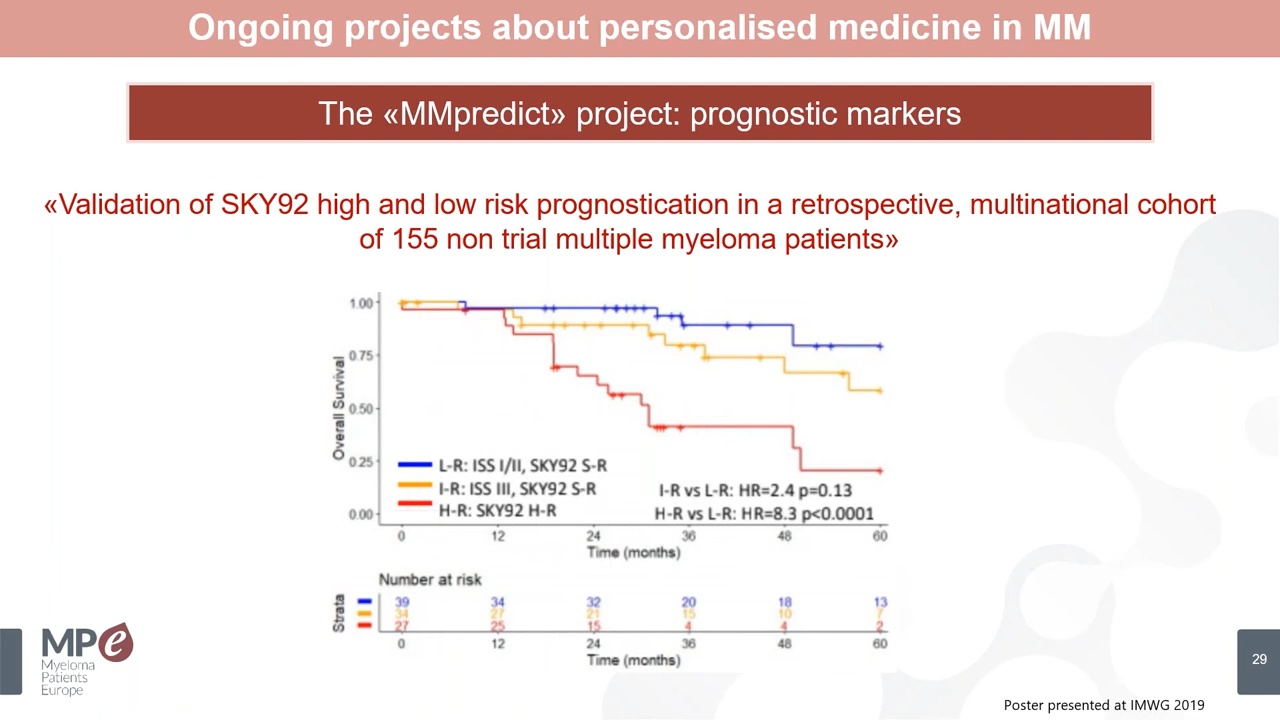 Ongoing projects about personalised medicine in MM
The «MMpredict» project: prognostic markers
«Validation of SKY92 high and low risk prognostication in a retrospective, multinational cohort
of 155 non trial multiple myeloma patients»
Overall Survival
1.00
0.75
0.50
0.25
0.00
L-R: ISS I/II, SKY92 S-R
I-R: ISS III, SKY92 S-R
H-R: SKY92 H-R
I-R vs L-R: HR=2.4 p=0.13
H-R vs L-R: HR=8.3 p<0.0001
0 12 24 36 48 60
Time (months)
Number at risk
Strata
39 34 32 20 18 13
34 27 21 15 10 7
27 25 15 4 4 2
0 12 24 36 48 60
Time (months)
MPe
Myeloma
Patients
Europe
29
Poster presented at IMWG 2019